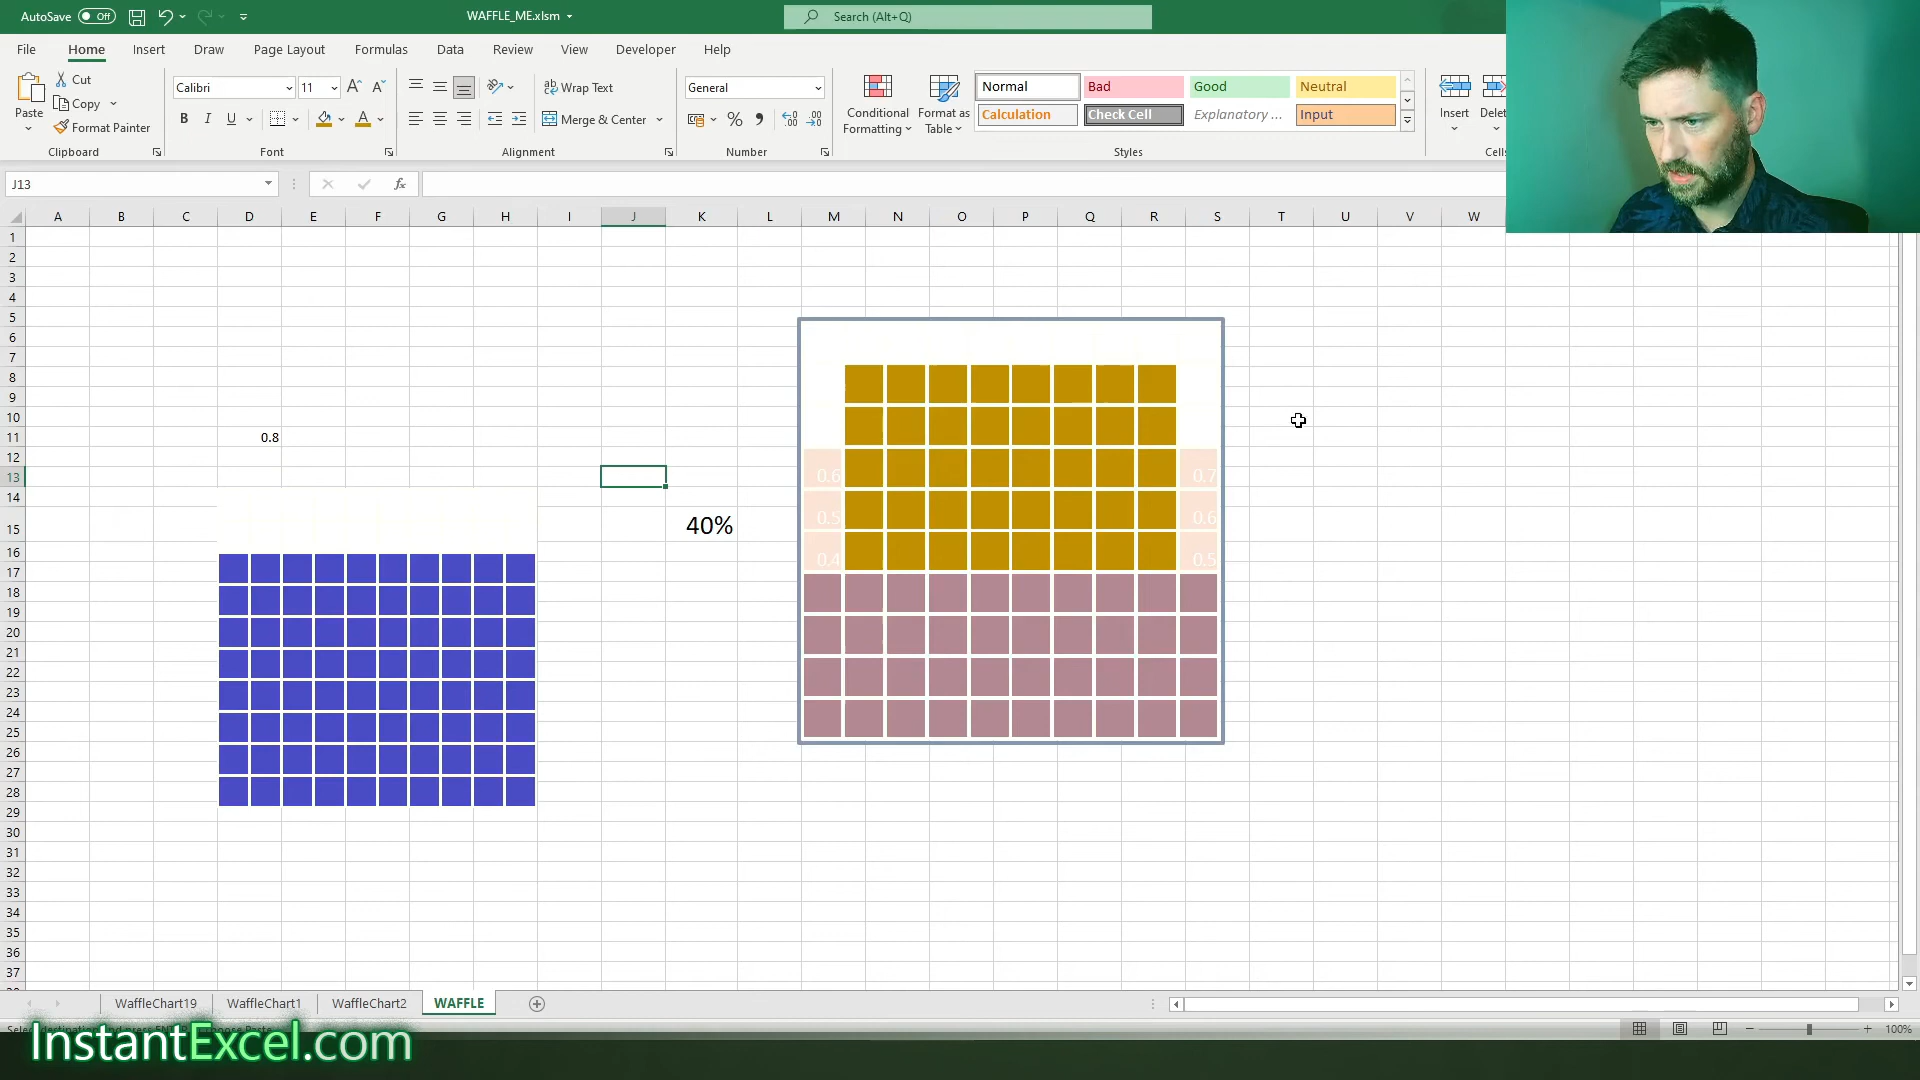 AutoSave Off WAFFLE_ME.xlsm Search (Alt+Q)
File Home Insert Draw Page Layout Formulas Data Review View Developer Help
Paste Cut Copy Format Painter Clipboard
Calibri 11 Font
Wrap Text Merge & Center Alignment
General Number
Conditional Formatting Format as Table
Normal Bad Good Neutral
Calculation Check Cell Explanatory ... Input
Styles
Insert Delet
Cells
J13 fx
A B C D E F G H I J K L M N O P Q R S T U V W
1
2
3
4
5
6
7
8
9
10
11 0.8
12
13 0.6 0.7
14
15 40% 0.5 0.6
16 0.4 0.5
17
18
19
20
21
22
23
24
25
26
27
28
29
30
31
32
33
34
35
36
37
WaffleChart19 WaffleChart1 WaffleChart2 WAFFLE
100%
InstantExcel.com